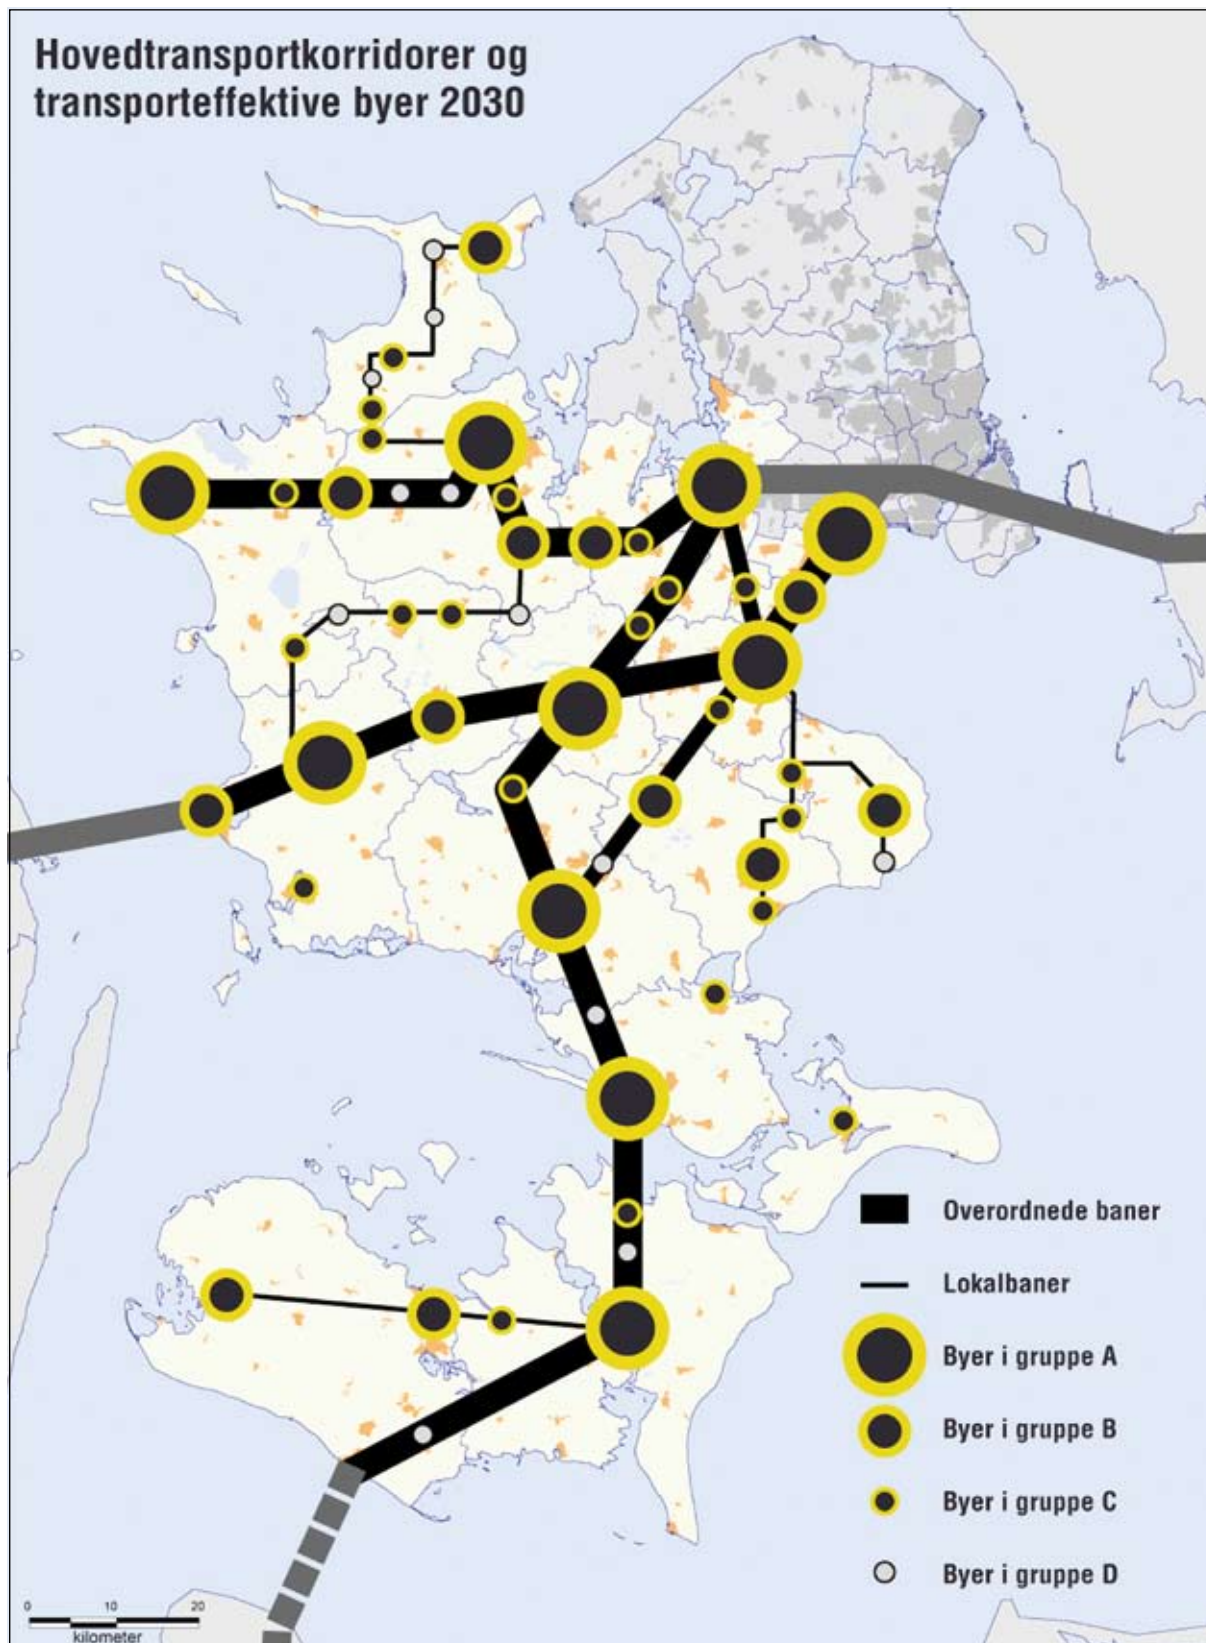 Hovedtransportkorridorer og
transporteffektive byer 2030
Overordnede baner
Lokalbaner
Byer i gruppe A
Byer i gruppe B
Byer i gruppe C
Byer i gruppe D
0 10 20
kilometer